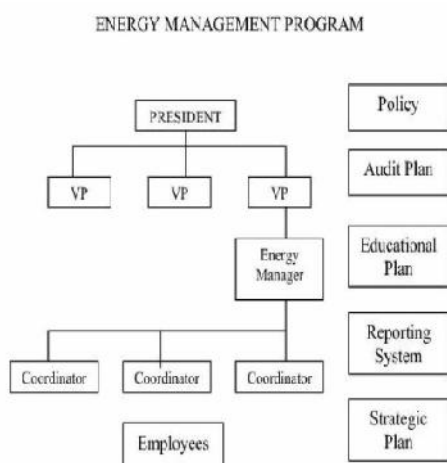 ENERGY MANAGEMENT PROGRAM
PRESIDENT
VP
VP
VP
Energy
Manager
Coordinator
Coordinator
Coordinator
Employees
Policy
Audit Plan
Educational
Plan
Reporting
System
Strategic
Plan